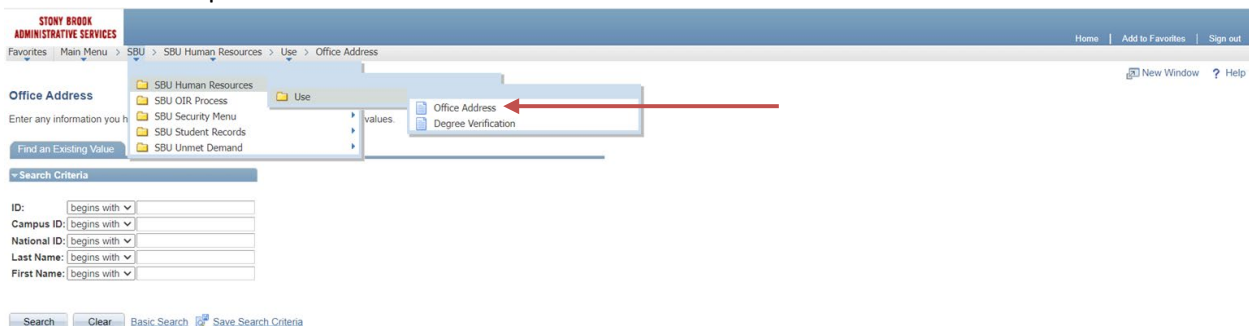 STONY BROOK
ADMINISTRATIVE SERVICES
Home | Add to Favorites | Sign out
Favorites | Main Menu > SBU > SBU Human Resources > Use > Office Address
New Window ? Help
SBU Human Resources
SBU OIR Process
SBU Security Menu
SBU Student Records
SBU Unmet Demand
Use
Office Address
Degree Verification
Office Address
Enter any information you h
values.
Find an Existing Value
Search Criteria
ID: begins with
Campus ID: begins with
National ID: begins with
Last Name: begins with
First Name: begins with
Search Clear Basic Search Save Search Criteria